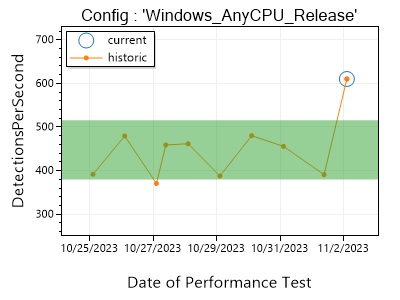 Config : 'Windows_AnyCPU_Release'
700
600
500
400
300
current
historic
DetectionsPerSecond
10/25/2023 10/27/2023 10/29/2023 10/31/2023 11/2/2023
Date of Performance Test